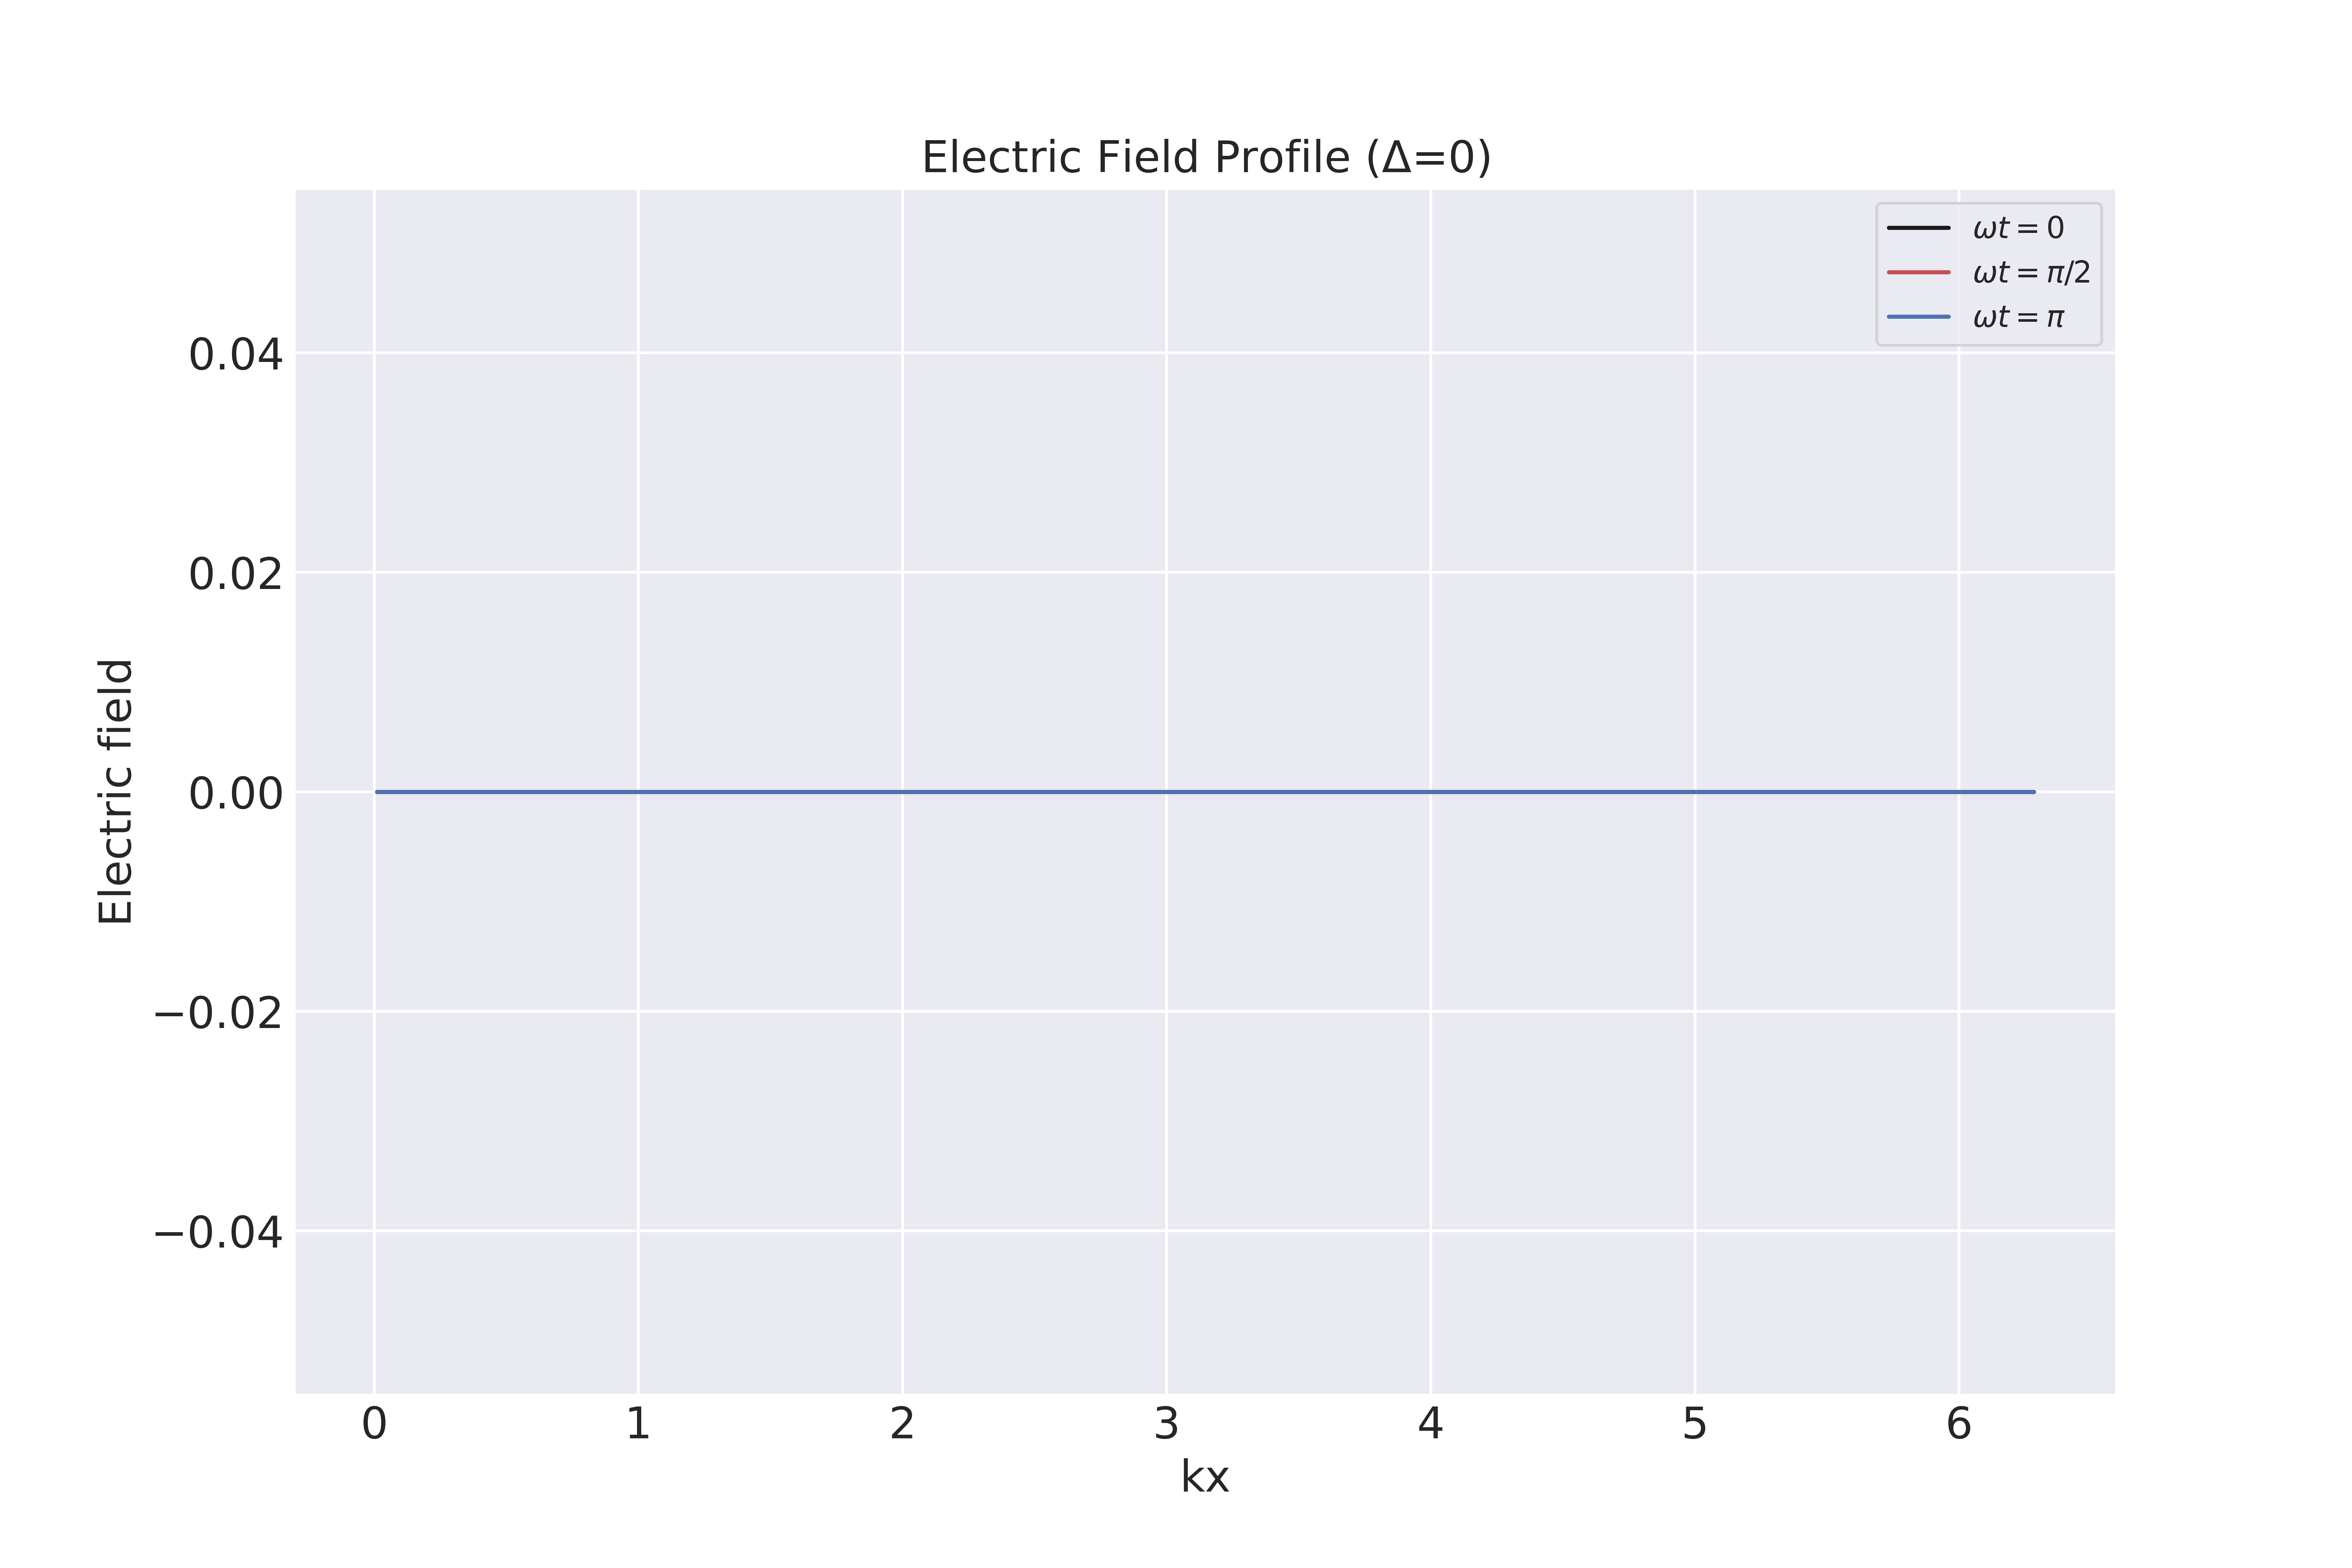 Electric Field Profile (Δ=0)
ωt = 0
ωt = π/2
ωt = π
0.04
0.02
0.00
−0.02
−0.04
Electric field
0 1 2 3 4 5 6
kx